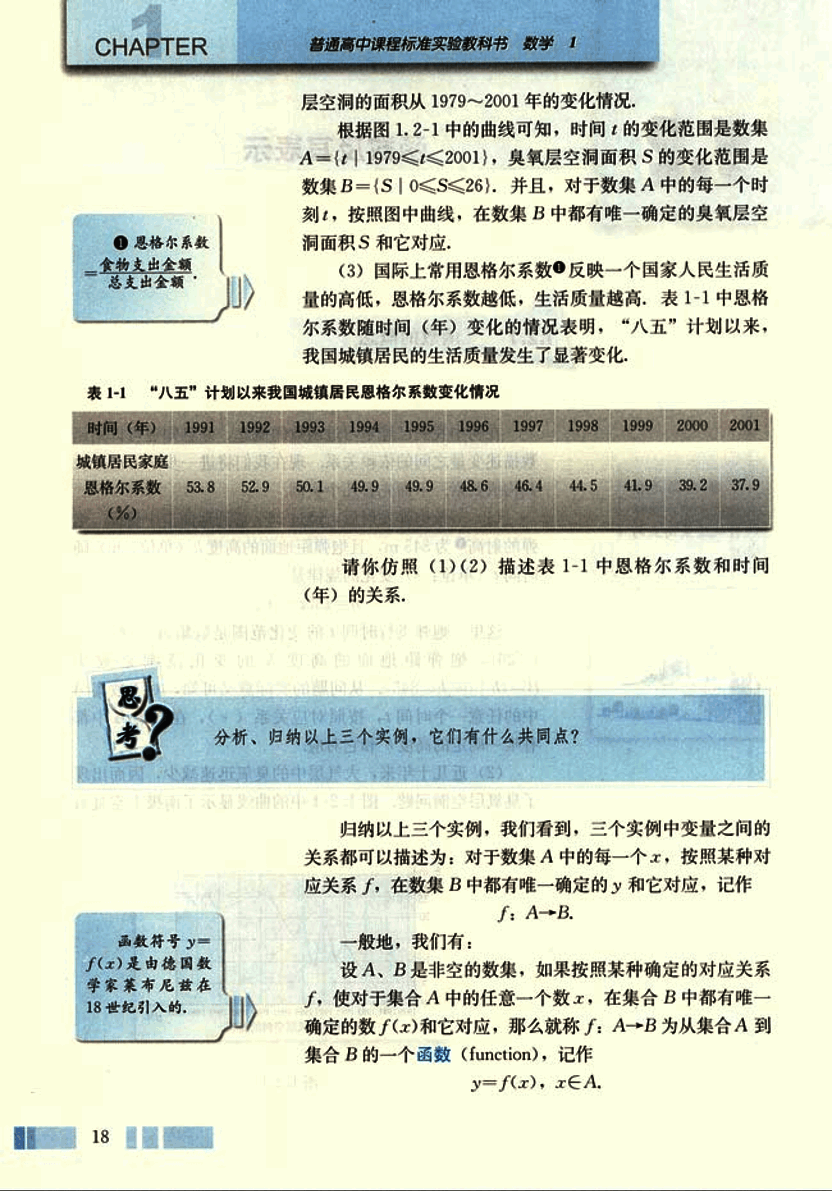 CHAPTER 1
普通高中课程标准实验教科书 数学 1
层空洞的面积从 1979～2001 年的变化情况.
根据图 1.2-1 中的曲线可知，时间 t 的变化范围是数集
A={t | 1979≤t≤2001}，臭氧层空洞面积 S 的变化范围是
数集 B={S | 0≤S≤26}. 并且，对于数集 A 中的每一个时
刻 t，按照图中曲线，在数集 B 中都有唯一确定的臭氧层空
洞面积 S 和它对应.
❶ 恩格尔系数
=食物支出金额/总支出金额.
（3）国际上常用恩格尔系数❶反映一个国家人民生活质
量的高低，恩格尔系数越低，生活质量越高. 表 1-1 中恩格
尔系数随时间（年）变化的情况表明，“八五”计划以来，
我国城镇居民的生活质量发生了显著变化.
表 1-1 “八五”计划以来我国城镇居民恩格尔系数变化情况
时间（年） 1991 1992 1993 1994 1995 1996 1997 1998 1999 2000 2001
城镇居民家庭
恩格尔系数 53.8 52.9 50.1 49.9 49.9 48.6 46.4 44.5 41.9 39.2 37.9
（%）
请你仿照（1）（2）描述表 1-1 中恩格尔系数和时间
（年）的关系.
思考？
分析、归纳以上三个实例，它们有什么共同点？
归纳以上三个实例，我们看到，三个实例中变量之间的
关系都可以描述为：对于数集 A 中的每一个 x，按照某种对
应关系 f，在数集 B 中都有唯一确定的 y 和它对应，记作
f：A→B.
一般地，我们有：
函数符号 y=
f(x)是由德国数
学家莱布尼兹在
18 世纪引入的.
设 A、B 是非空的数集，如果按照某种确定的对应关系
f，使对于集合 A 中的任意一个数 x，在集合 B 中都有唯一
确定的数 f(x)和它对应，那么就称 f：A→B 为从集合 A 到
集合 B 的一个函数（function），记作
y=f(x)，x∈A.
18